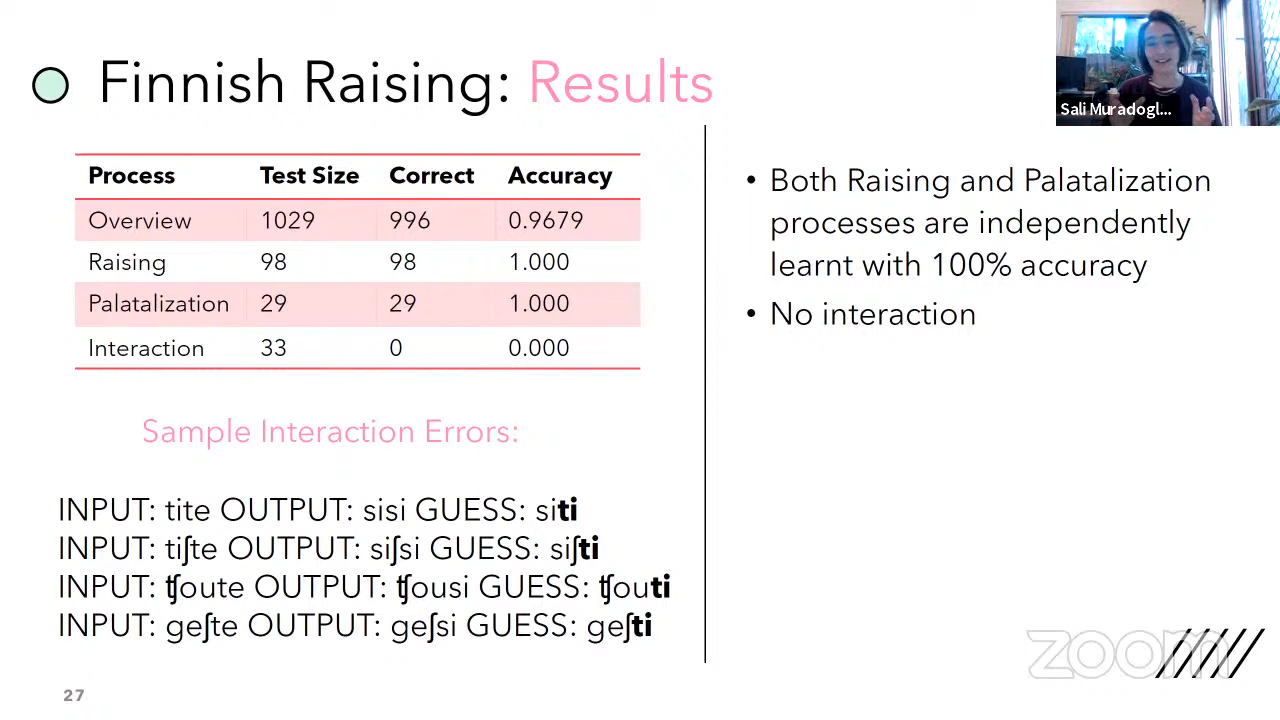 Finnish Raising: Results
Sali Muradogl...
Process Test Size Correct Accuracy
Overview 1029 996 0.9679
Raising 98 98 1.000
Palatalization 29 29 1.000
Interaction 33 0 0.000
Sample Interaction Errors:
INPUT: tite OUTPUT: sisi GUESS: siti
INPUT: tiʃte OUTPUT: siʃsi GUESS: siʃti
INPUT: ʧoute OUTPUT: ʧousi GUESS: ʧouti
INPUT: geʃte OUTPUT: geʃsi GUESS: geʃti
• Both Raising and Palatalization
processes are independently
learnt with 100% accuracy
• No interaction
zoom
27